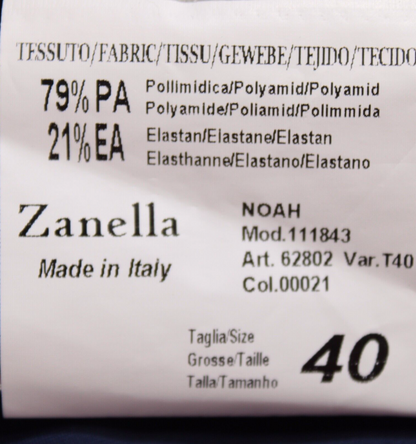 TESSUTO/FABRIC/TISSU/GEWEBE/TEJIDO/TECIDO
79% PA Pollimidica/Polyamid/Polyamid
Polyamide/Poliamid/Polimmida
21% EA Elastan/Elastane/Elastan
Elasthanne/Elastano/Elastano
Zanella
Made in Italy
NOAH
Mod.111843
Art. 62802 Var.T40
Col.00021
Taglia/Size
Grosse/Taille
Talla/Tamanho
40